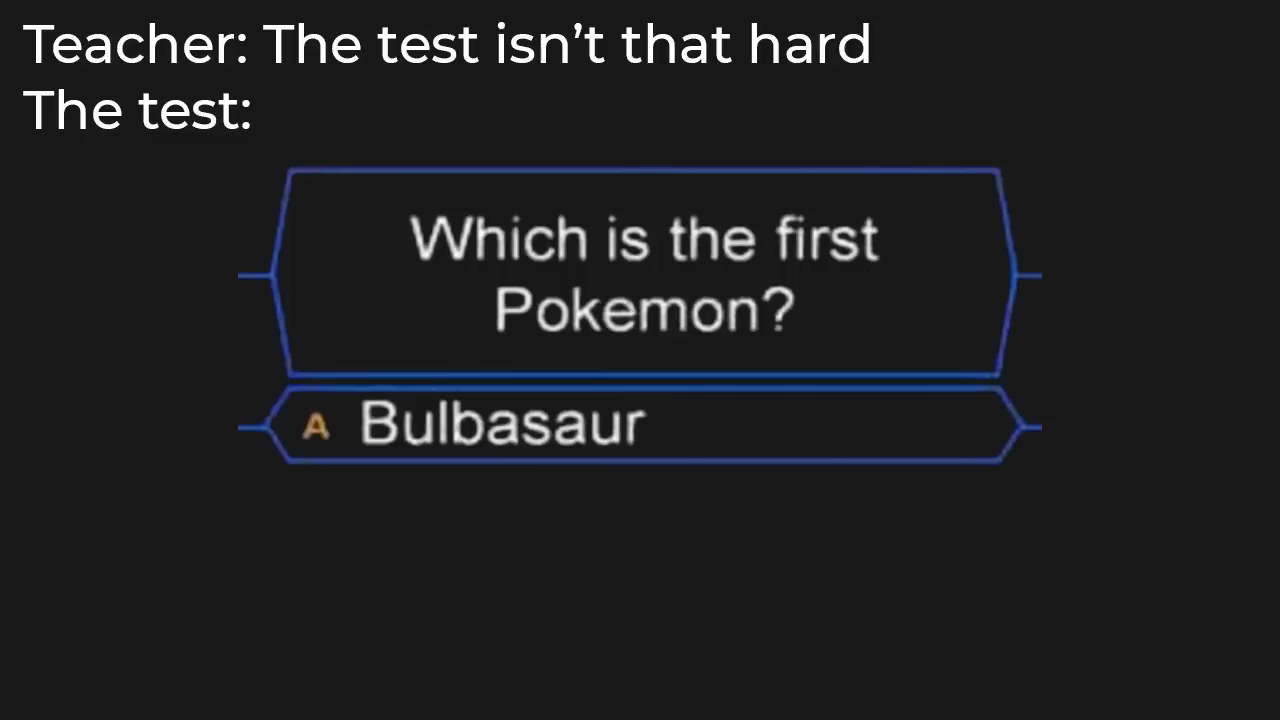 Teacher: The test isn’t that hard
The test:
Which is the first
Pokemon?
A Bulbasaur